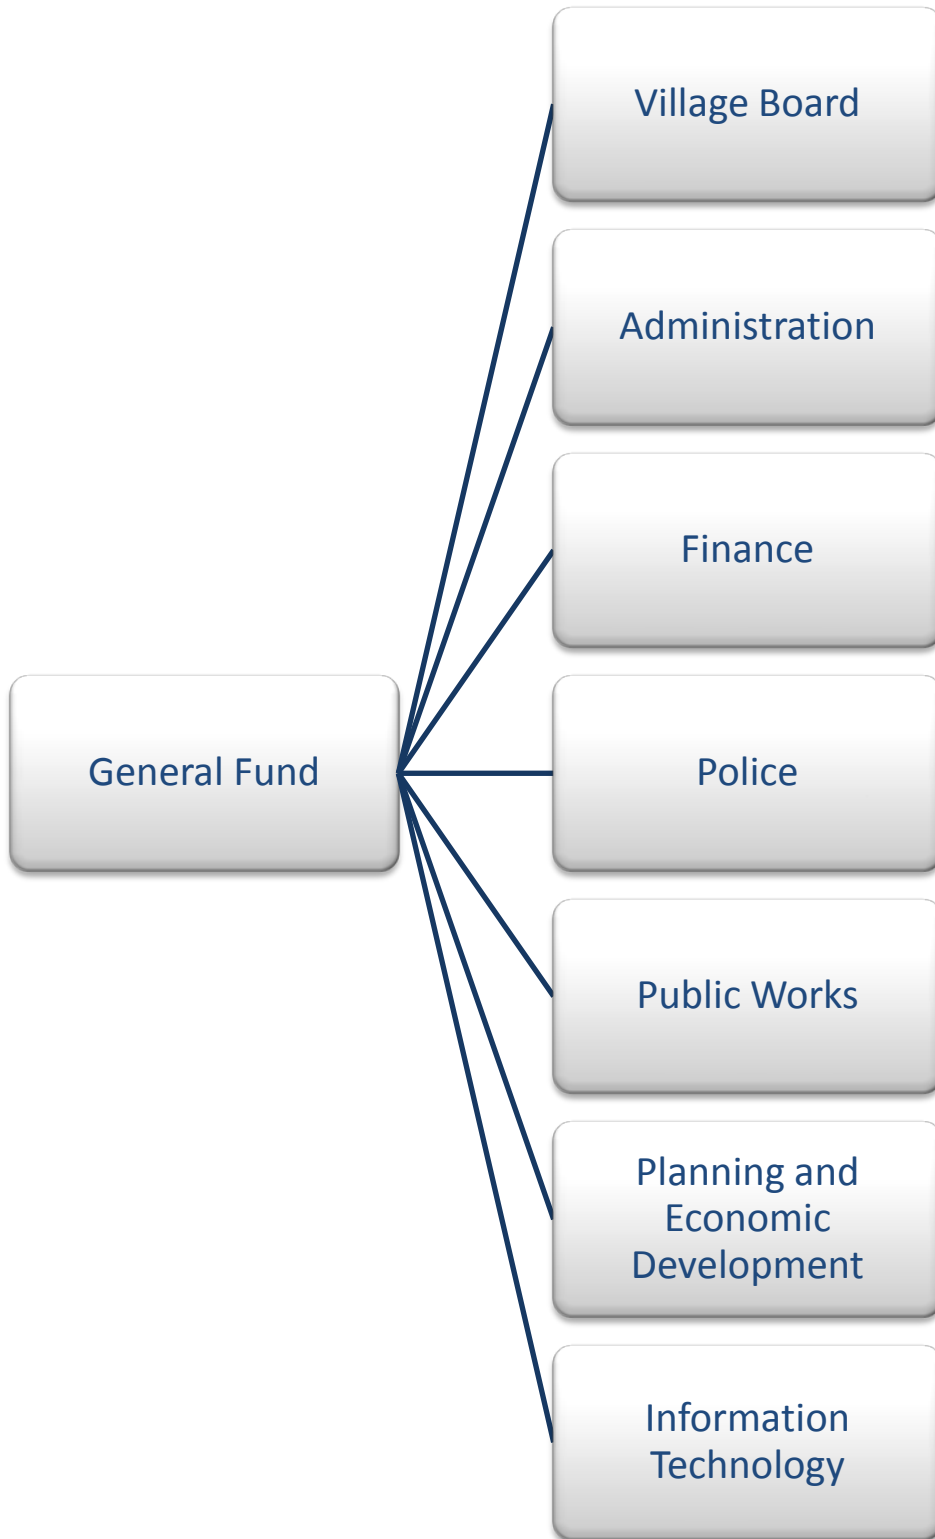 Village Board
Administration
Finance
General Fund
Police
Public Works
Planning and
Economic
Development
Information
Technology